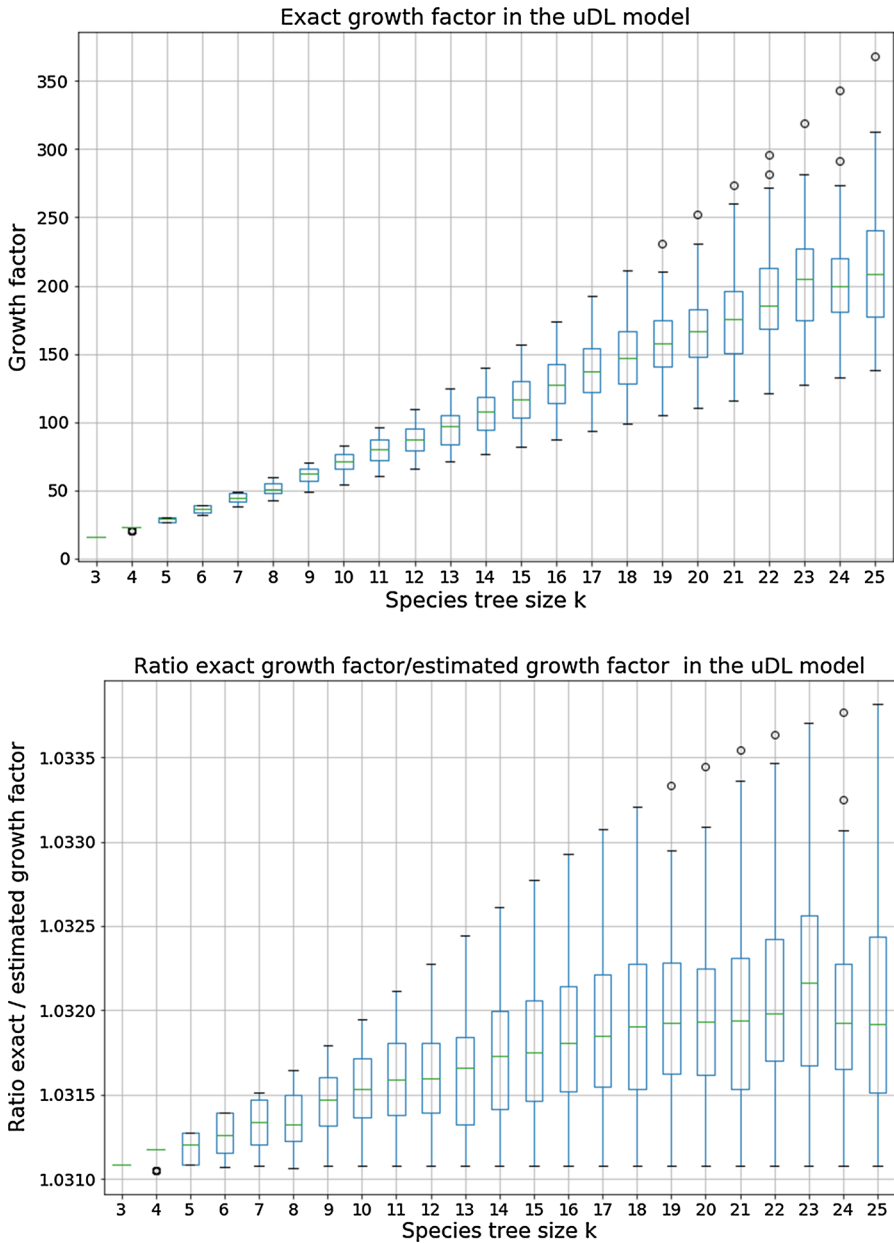 Exact growth factor in the uDL model
350
300
250
200
150
100
50
0
Growth factor
3 4 5 6 7 8 9 10 11 12 13 14 15 16 17 18 19 20 21 22 23 24 25
Species tree size k
Ratio exact growth factor/estimated growth factor in the uDL model
1.0335
1.0330
1.0325
1.0320
1.0315
1.0310
Ratio exact / estimated growth factor
3 4 5 6 7 8 9 10 11 12 13 14 15 16 17 18 19 20 21 22 23 24 25
Species tree size k